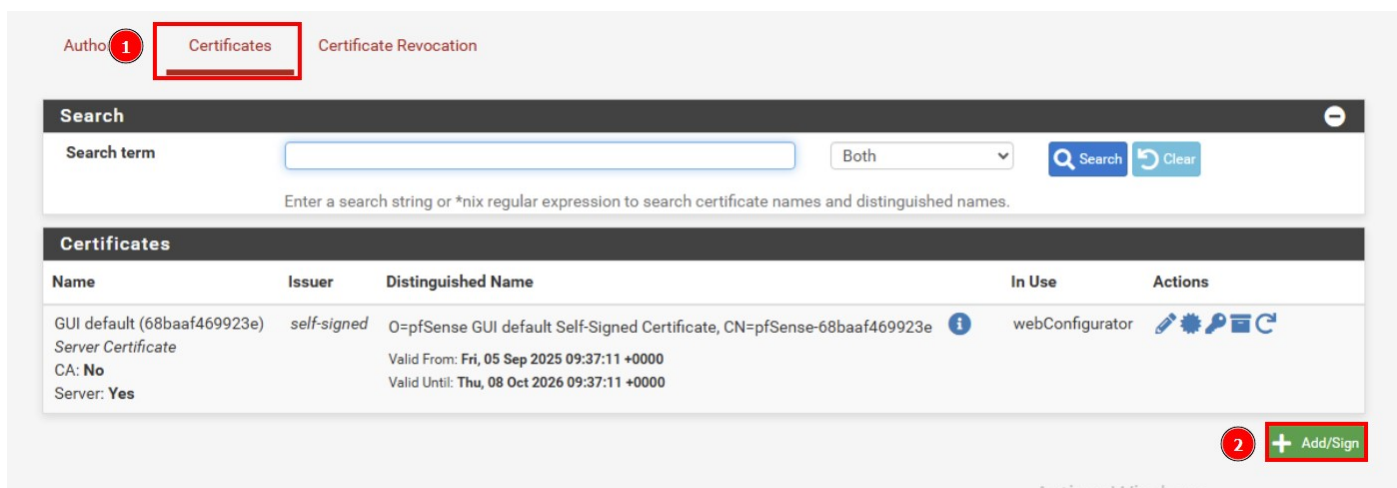 Autho 1 Certificates Certificate Revocation
Search
Search term Both Search Clear
Enter a search string or *nix regular expression to search certificate names and distinguished names.
Certificates
Name Issuer Distinguished Name In Use Actions
GUI default (68baaf469923e) self-signed O=pfSense GUI default Self-Signed Certificate, CN=pfSense-68baaf469923e i webConfigurator
Server Certificate
Valid From: Fri, 05 Sep 2025 09:37:11 +0000
CA: No
Valid Until: Thu, 08 Oct 2026 09:37:11 +0000
Server: Yes
2 + Add/Sign